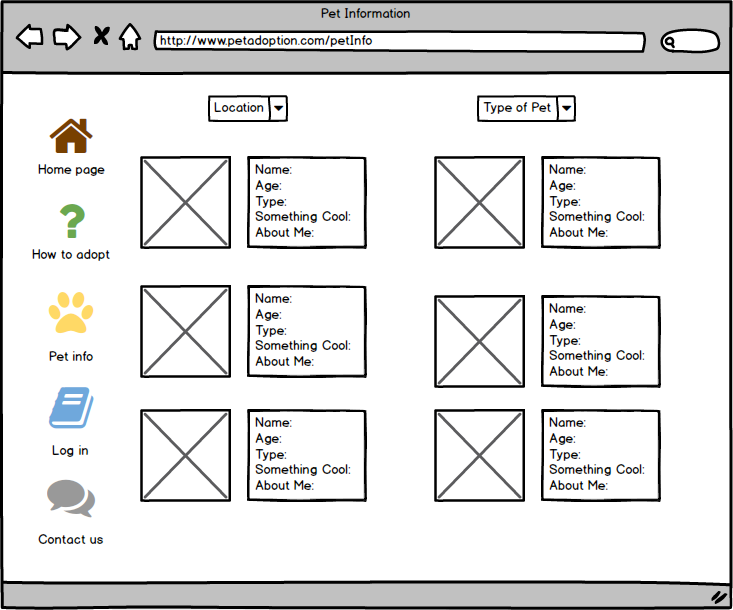 Pet Information
http://www.petadoption.com/petInfo
Location
Type of Pet
Home page
How to adopt
Pet info
Log in
Contact us
Name:
Age:
Type:
Something Cool:
About Me:
Name:
Age:
Type:
Something Cool:
About Me:
Name:
Age:
Type:
Something Cool:
About Me:
Name:
Age:
Type:
Something Cool:
About Me:
Name:
Age:
Type:
Something Cool:
About Me:
Name:
Age:
Type:
Something Cool:
About Me: